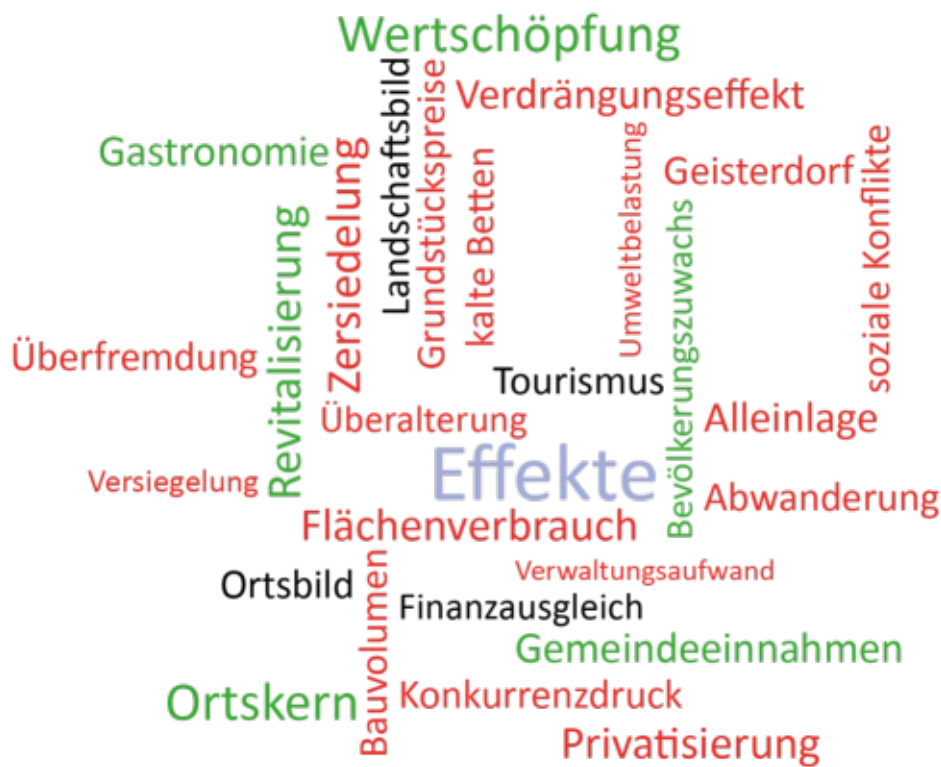 Wertschöpfung
Landschaftsbild
Grundstückspreise
Verdrängungseffekt
Gastronomie
Zersiedelung
kalte Betten
Umweltbelastung
Geisterdorf
soziale Konflikte
Revitalisierung
Bevölkerungszuwachs
Überfremdung
Tourismus
Überalterung
Alleinlage
Effekte
Versiegelung
Abwanderung
Flächenverbrauch
Ortsbild
Bauvolumen
Verwaltungsaufwand
Finanzausgleich
Gemeindeeinnahmen
Ortskern
Konkurrenzdruck
Privatisierung